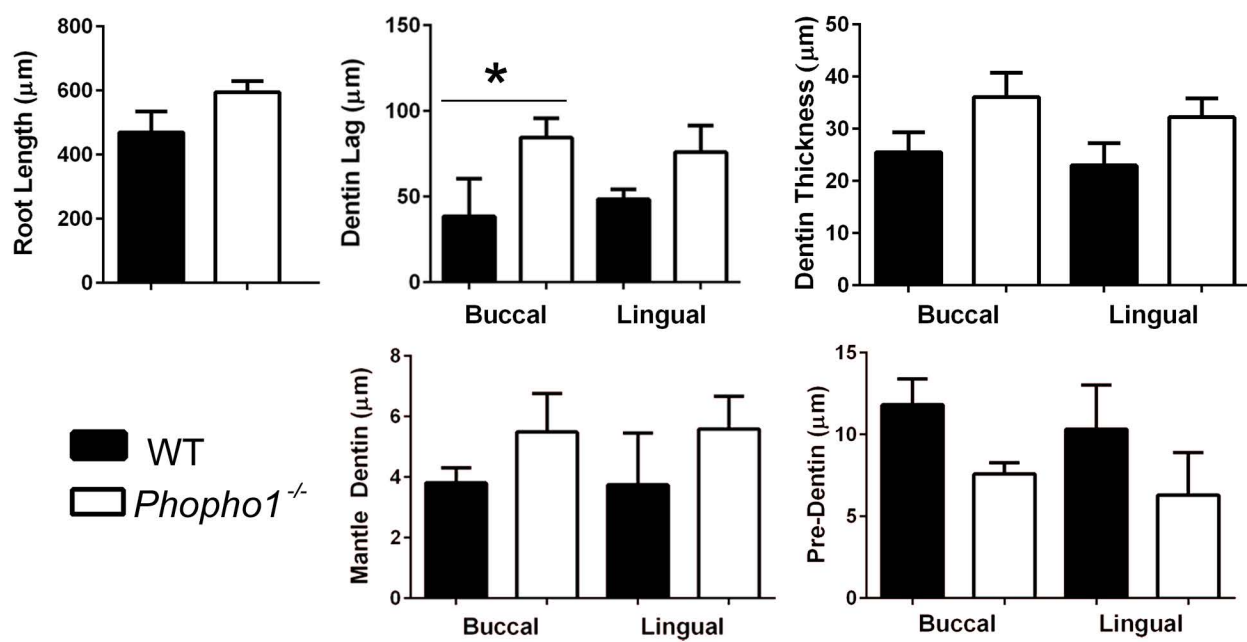 Root Length (μm)
800
600
400
200
0
Dentin Lag (μm)
150
100
50
0
*
Buccal Lingual
Dentin Thickness (μm)
50
40
30
20
10
0
Buccal Lingual
WT
Phopho1 -/-
Mantle Dentin (μm)
8
6
4
2
0
Buccal Lingual
Pre-Dentin (μm)
15
10
5
0
Buccal Lingual